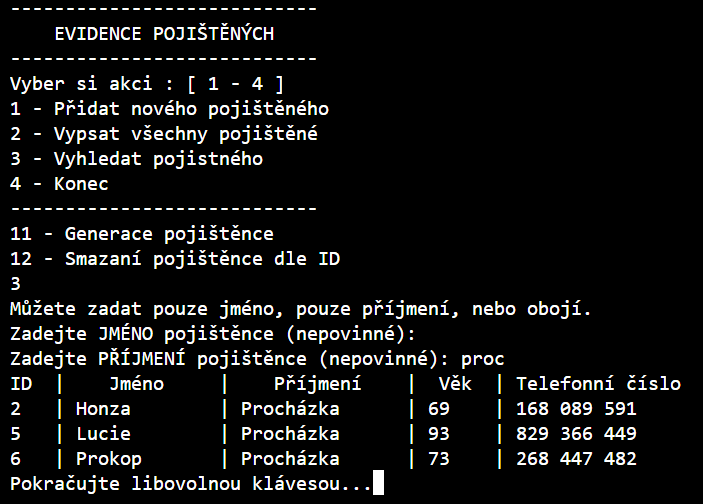 ----------------------------
    EVIDENCE POJIŠTĚNÝCH
----------------------------
Vyber si akci : [ 1 - 4 ]
1 - Přidat nového pojištěného
2 - Vypsat všechny pojištěné
3 - Vyhledat pojistného
4 - Konec
----------------------------
11 - Generace pojištěnce
12 - Smazaní pojištěnce dle ID
3
Můžete zadat pouze jméno, pouze příjmení, nebo obojí.
Zadejte JMÉNO pojištěnce (nepovinné):
Zadejte PŘÍJMENÍ pojištěnce (nepovinné): proc
ID  |    Jméno     |    Příjmení    |  Věk  | Telefonní číslo
2   | Honza        | Procházka      | 69    | 168 089 591
5   | Lucie        | Procházka      | 93    | 829 366 449
6   | Prokop       | Procházka      | 73    | 268 447 482
Pokračujte libovolnou klávesou...